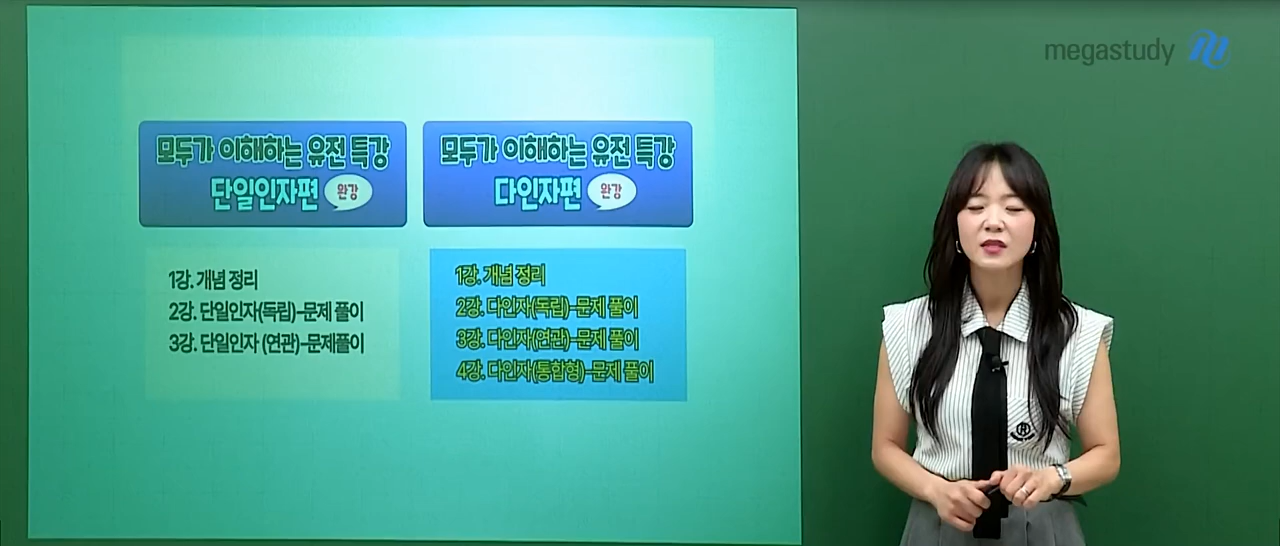 megastudy
모두가 이해하는 유전 특강
단일인자편 완강
1강. 개념 정리
2강. 단일인자(독립)-문제 풀이
3강. 단일인자 (연관)-문제풀이
모두가 이해하는 유전 특강
다인자편 완강
1강. 개념 정리
2강. 다인자(독립)-문제 풀이
3강. 다인자(연관)-문제 풀이
4강. 다인자(통합형)-문제 풀이